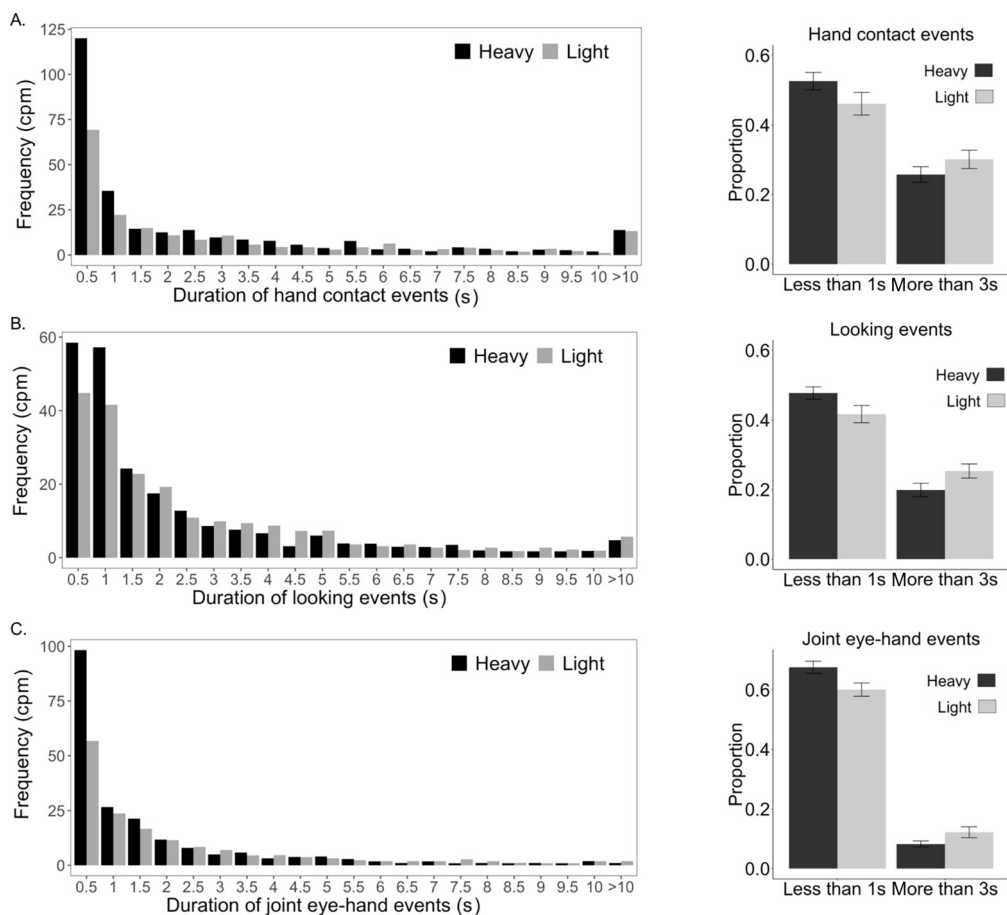 A.
Heavy Light
Frequency (cpm)
125
100
75
50
25
0
0.5 1 1.5 2 2.5 3 3.5 4 4.5 5 5.5 6 6.5 7 7.5 8 8.5 9 9.5 10 >10
Duration of hand contact events (s)
Hand contact events
Heavy
Light
Proportion
0.6
0.4
0.2
0.0
Less than 1s More than 3s
B.
Heavy Light
Frequency (cpm)
60
40
20
0
0.5 1 1.5 2 2.5 3 3.5 4 4.5 5 5.5 6 6.5 7 7.5 8 8.5 9 9.5 10 >10
Duration of looking events (s)
Looking events
Heavy
Light
Proportion
0.6
0.4
0.2
0.0
Less than 1s More than 3s
C.
Heavy Light
Frequency (cpm)
100
75
50
25
0
0.5 1 1.5 2 2.5 3 3.5 4 4.5 5 5.5 6 6.5 7 7.5 8 8.5 9 9.5 10 >10
Duration of joint eye-hand events (s)
Joint eye-hand events
Heavy
Light
Proportion
0.6
0.4
0.2
0.0
Less than 1s More than 3s